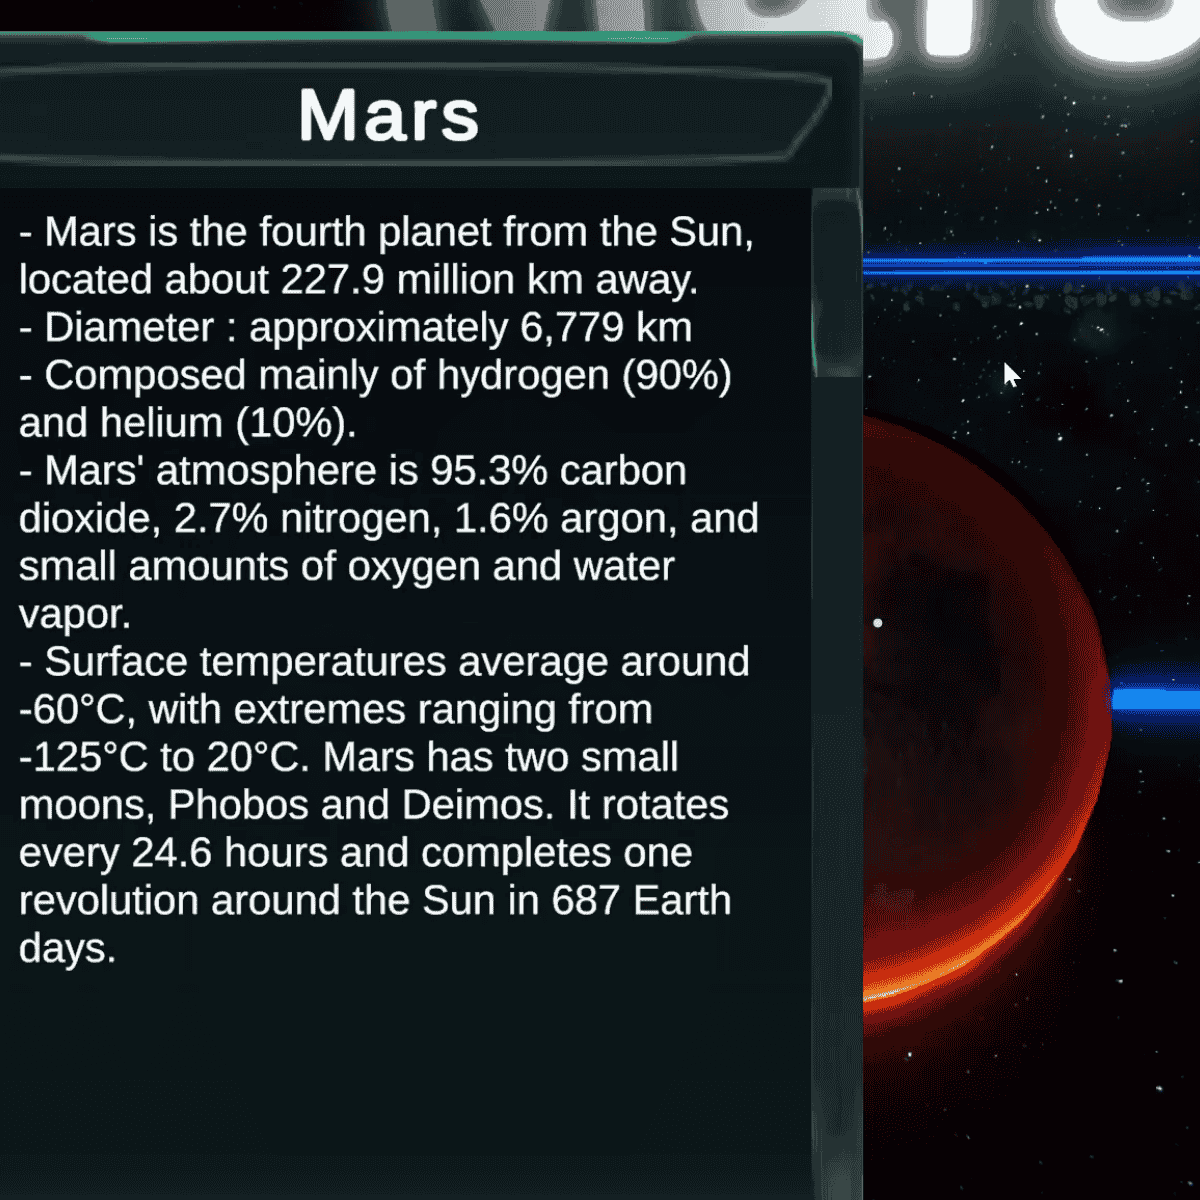 Mars
- Mars is the fourth planet from the Sun,
located about 227.9 million km away.
- Diameter : approximately 6,779 km
- Composed mainly of hydrogen (90%)
and helium (10%).
- Mars' atmosphere is 95.3% carbon
dioxide, 2.7% nitrogen, 1.6% argon, and
small amounts of oxygen and water
vapor.
- Surface temperatures average around
-60°C, with extremes ranging from
-125°C to 20°C. Mars has two small
moons, Phobos and Deimos. It rotates
every 24.6 hours and completes one
revolution around the Sun in 687 Earth
days.